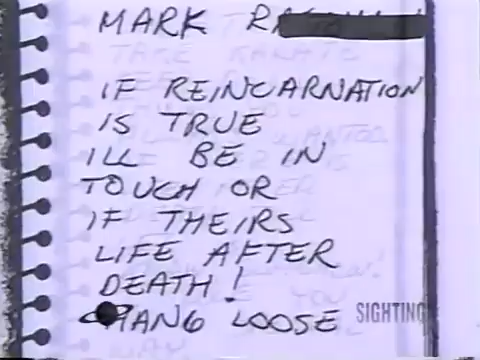 MARK
IF REINCARNATION
IS TRUE
ILL BE IN
TOUCH OR
IF THEIRS
LIFE AFTER
DEATH!
HANG LOOSE
SIGHTING